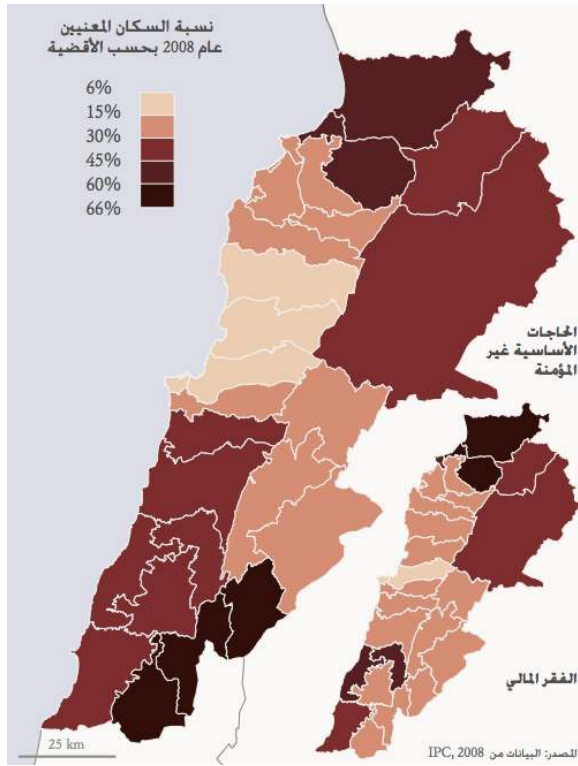 نسبة السكان المعنيين
عام 2008 بحسب الأقضية
6%
15%
30%
45%
60%
66%
الحاجات
الأساسية غير
المؤمنة
الفقر المالي
25 km
المصدر: البيانات من IPC, 2008